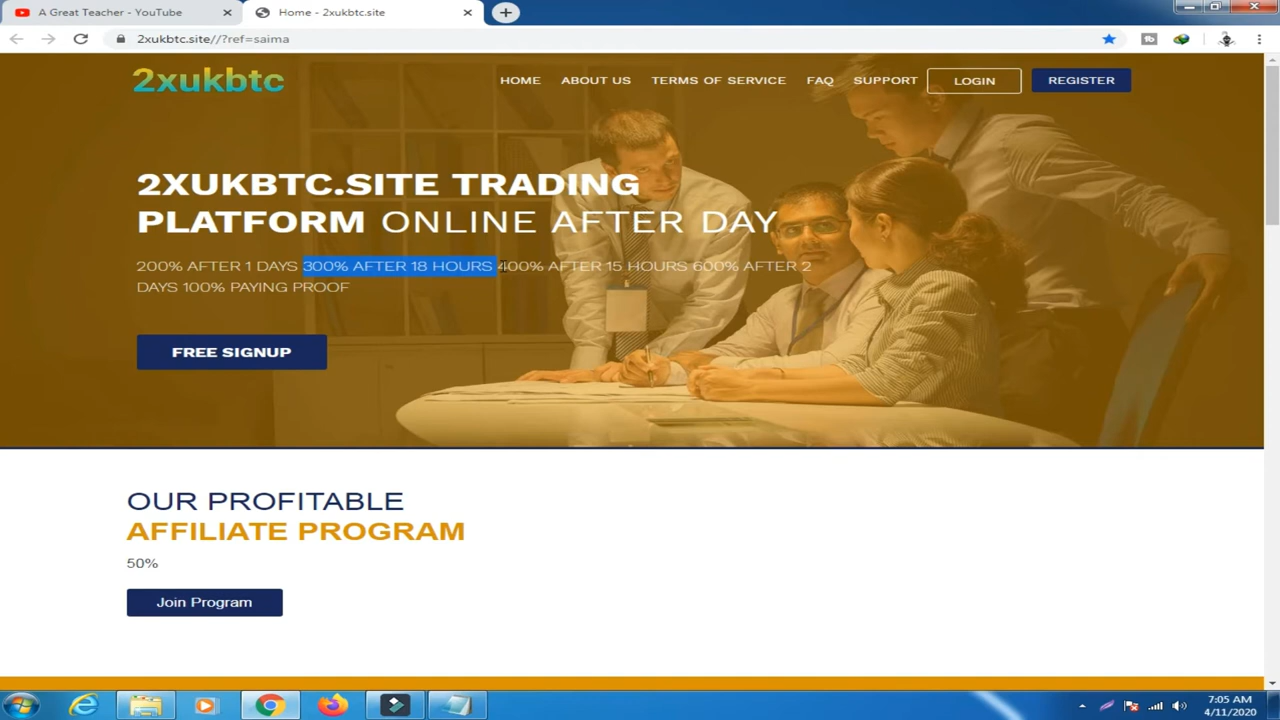 A Great Teacher - YouTube
Home - 2xukbtc.site
2xukbtc.site//?ref=saima
2xukbtc
HOME ABOUT US TERMS OF SERVICE FAQ SUPPORT LOGIN REGISTER
2XUKBTC.SITE TRADING
PLATFORM ONLINE AFTER DAY
200% AFTER 1 DAYS 300% AFTER 18 HOURS 400% AFTER 15 HOURS 600% AFTER 2
DAYS 100% PAYING PROOF
FREE SIGNUP
OUR PROFITABLE
AFFILIATE PROGRAM
50%
Join Program
7:05 AM
4/11/2020